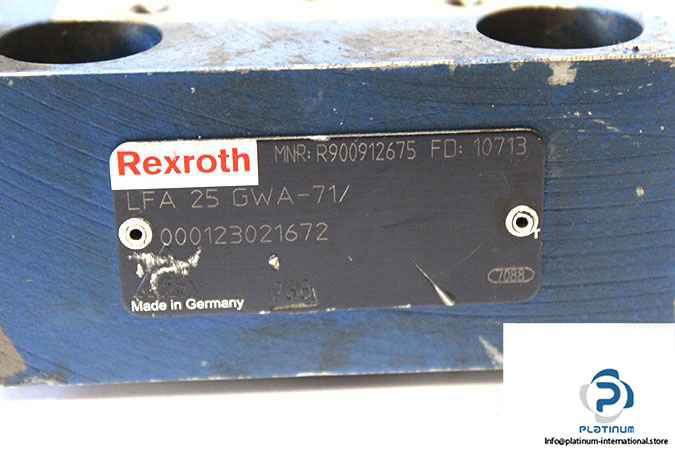 Rexroth MNR: R900912675 FD: 10713
LFA 25 GWA-71/
000123021672
7088
Made in Germany
PLATINUM
Info@platinum-international.store